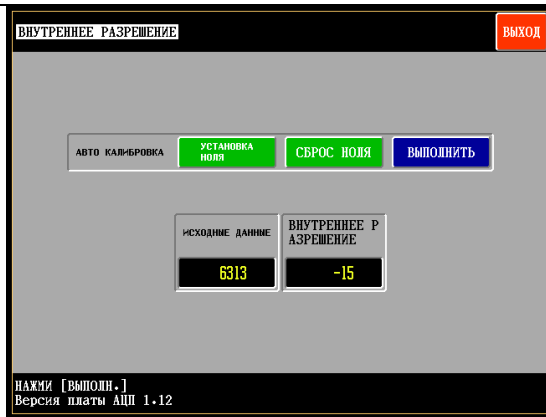 ВНУТРЕННЕЕ РАЗРЕШЕНИЕ
ВЫХОД
АВТО КАЛИБРОВКА
УСТАНОВКА
НОЛЯ
СБРОС НОЛЯ
ВЫПОЛНИТЬ
ИСХОДНЫЕ ДАННЫЕ
ВНУТРЕННЕЕ Р
АЗРЕШЕНИЕ
6313
-15
НАЖМИ [ВЫПОЛН.]
Версия платы АЦП 1.12